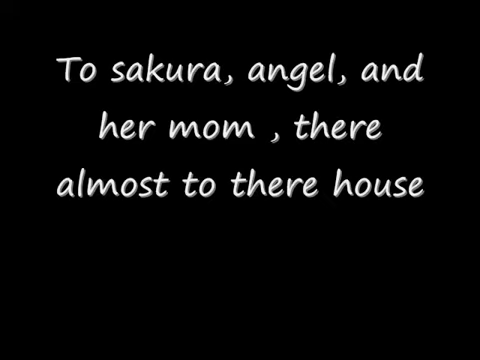 To sakura, angel, and
her mom , there
almost to there house